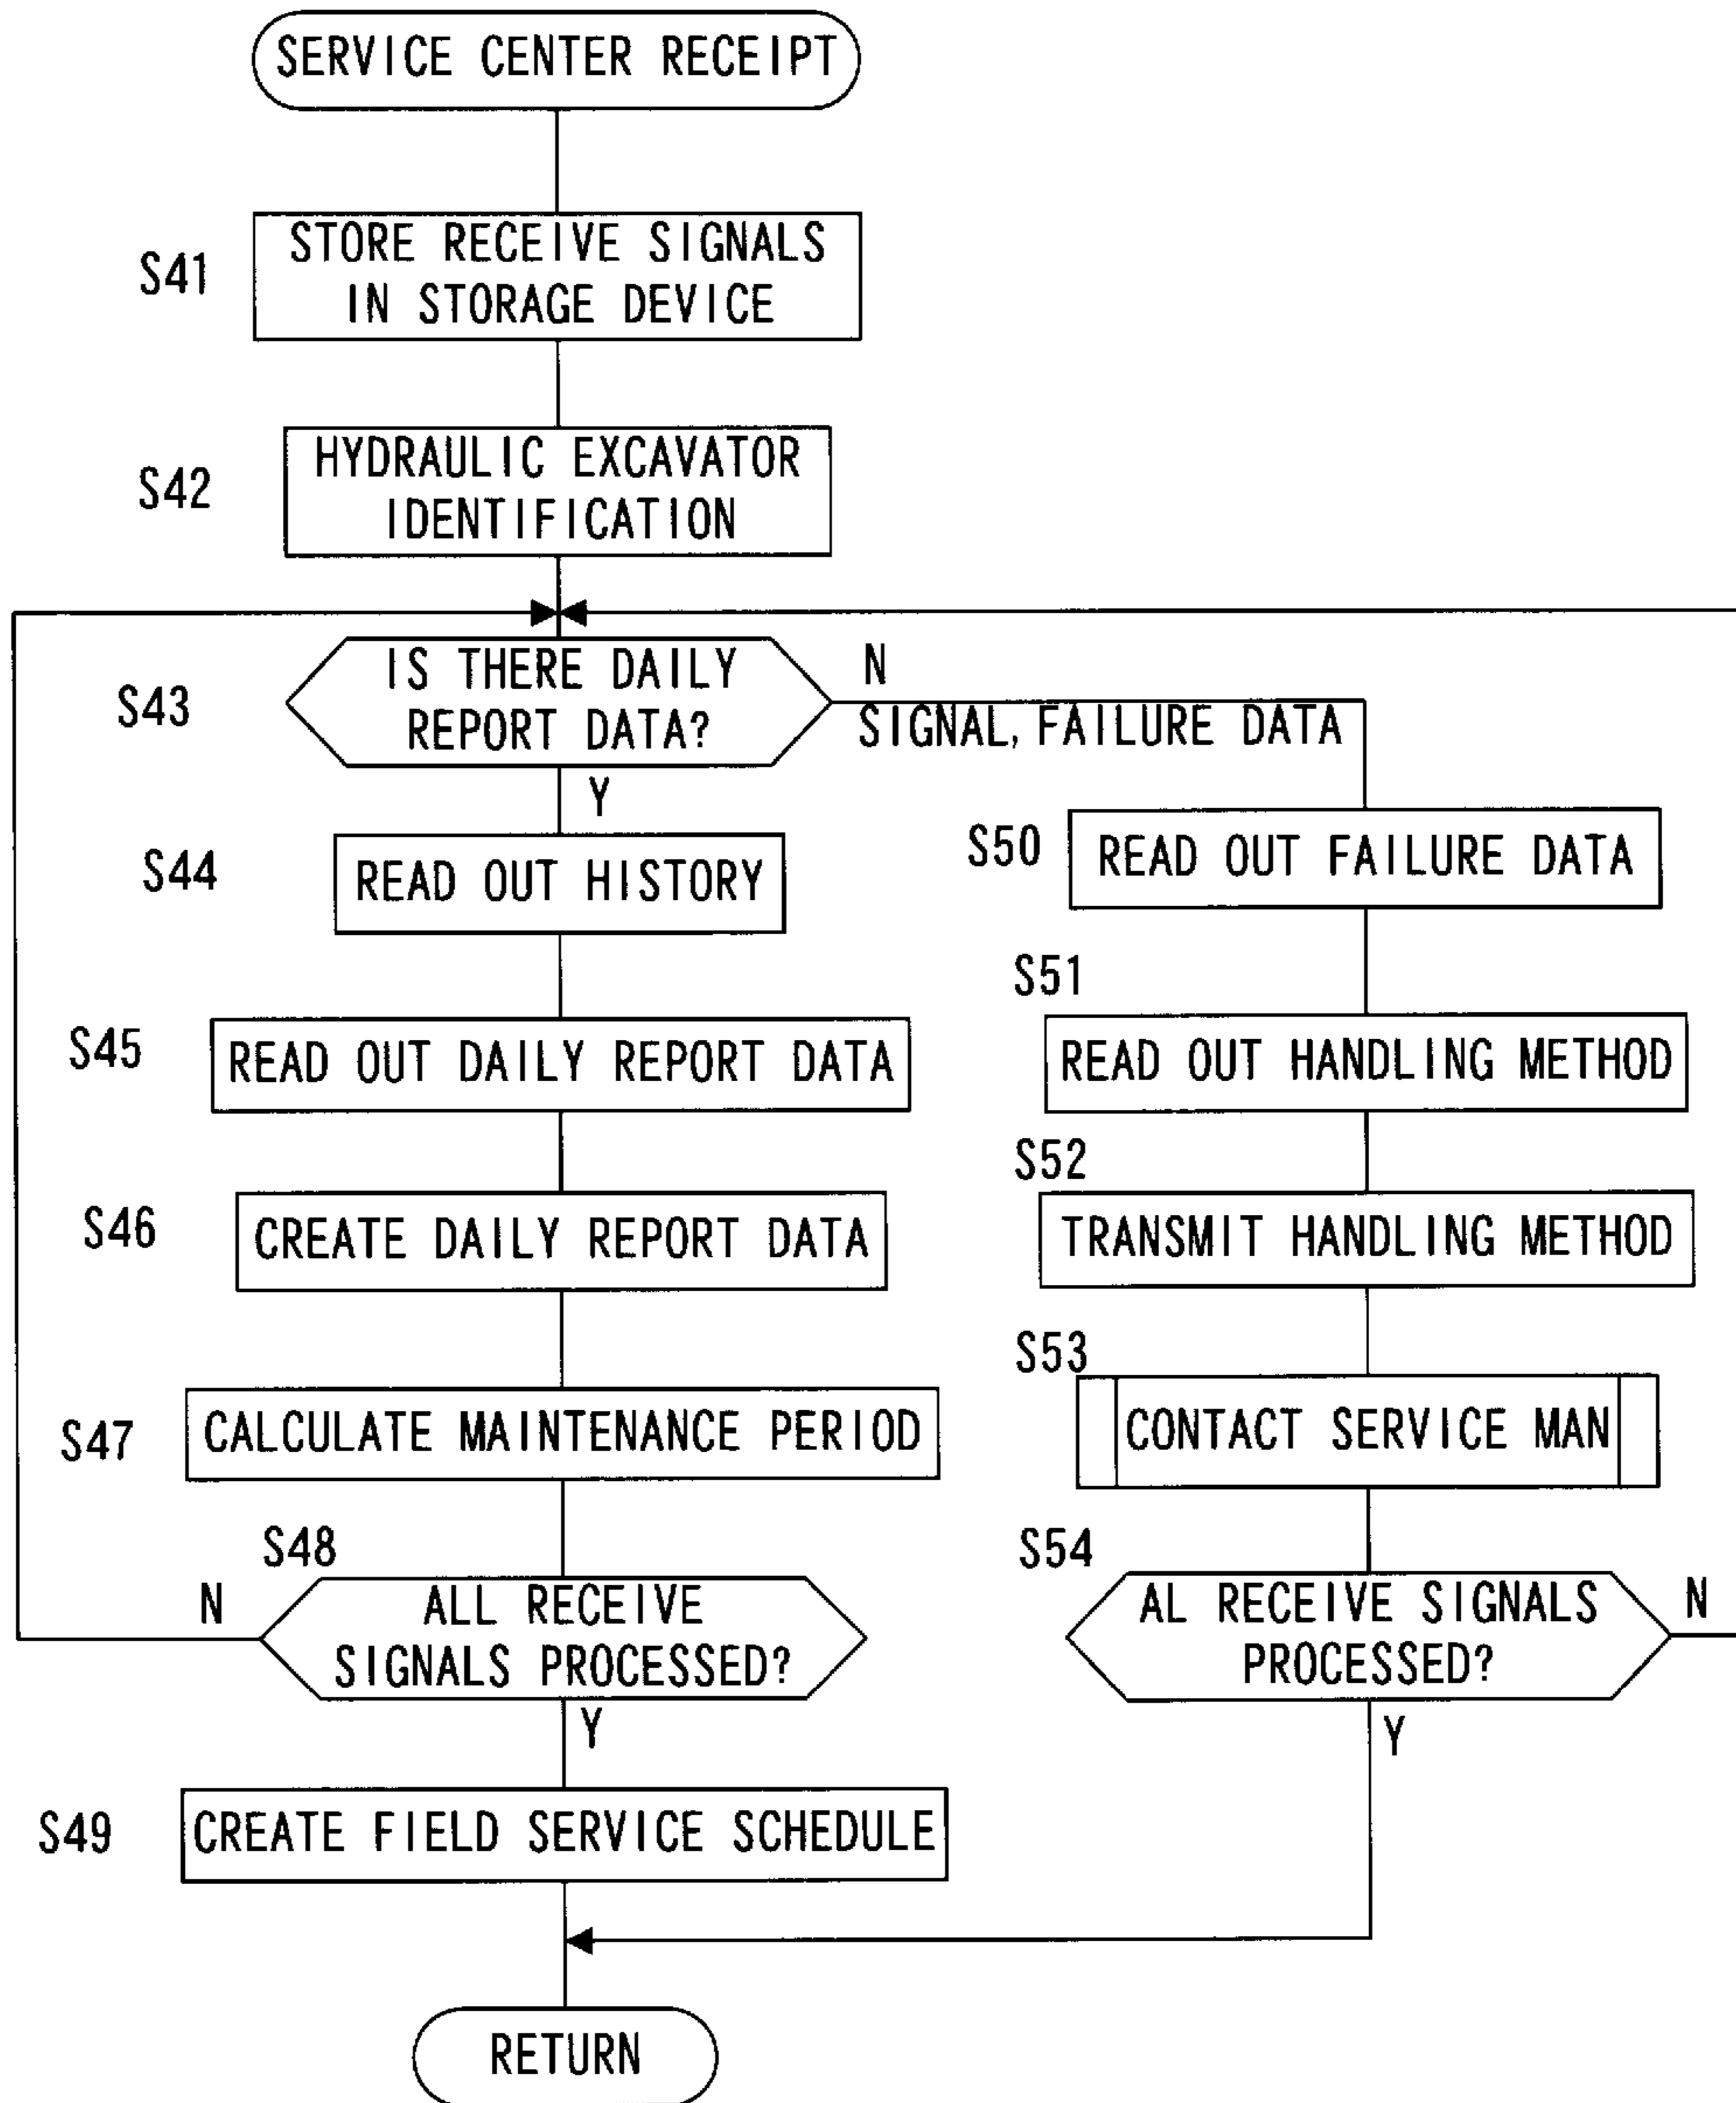 SERVICE CENTER RECEIPT
S41
STORE RECEIVE SIGNALS
IN STORAGE DEVICE
S42
HYDRAULIC EXCAVATOR
IDENTIFICATION
S43
IS THERE DAILY
REPORT DATA?
N
SIGNAL, FAILURE DATA
Y
S44
READ OUT HISTORY
S45
READ OUT DAILY REPORT DATA
S46
CREATE DAILY REPORT DATA
S47
CALCULATE MAINTENANCE PERIOD
S48
N
ALL RECEIVE
SIGNALS PROCESSED?
Y
S49
CREATE FIELD SERVICE SCHEDULE
S50
READ OUT FAILURE DATA
S51
READ OUT HANDLING METHOD
S52
TRANSMIT HANDLING METHOD
S53
CONTACT SERVICE MAN
S54
AL RECEIVE SIGNALS
PROCESSED?
N
Y
RETURN